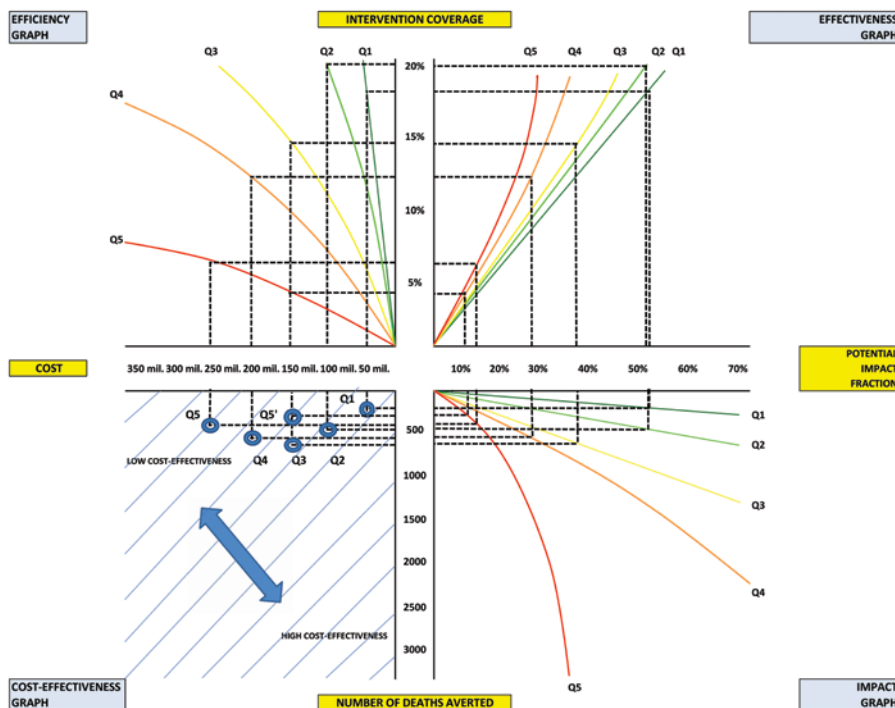 EFFICIENCY
GRAPH
INTERVENTION COVERAGE
EFFECTIVENESS
GRAPH
Q3
Q2
Q1
Q5
Q4
Q3
Q2
Q1
20%
Q4
15%
10%
Q5
5%
COST
350 mil. 300 mil. 250 mil. 200 mil. 150 mil. 100 mil. 50 mil.
10%
20%
30%
40%
50%
60%
70%
POTENTIAL
IMPACT
FRACTION
Q1
Q5
Q5'
Q1
Q2
500
LOW COST-EFFECTIVENESS
Q4
Q3
Q2
1000
Q3
1500
2000
Q4
2500
HIGH COST-EFFECTIVENESS
3000
Q5
COST-EFFECTIVENESS
GRAPH
NUMBER OF DEATHS AVERTED
IMPACT
GRAPH